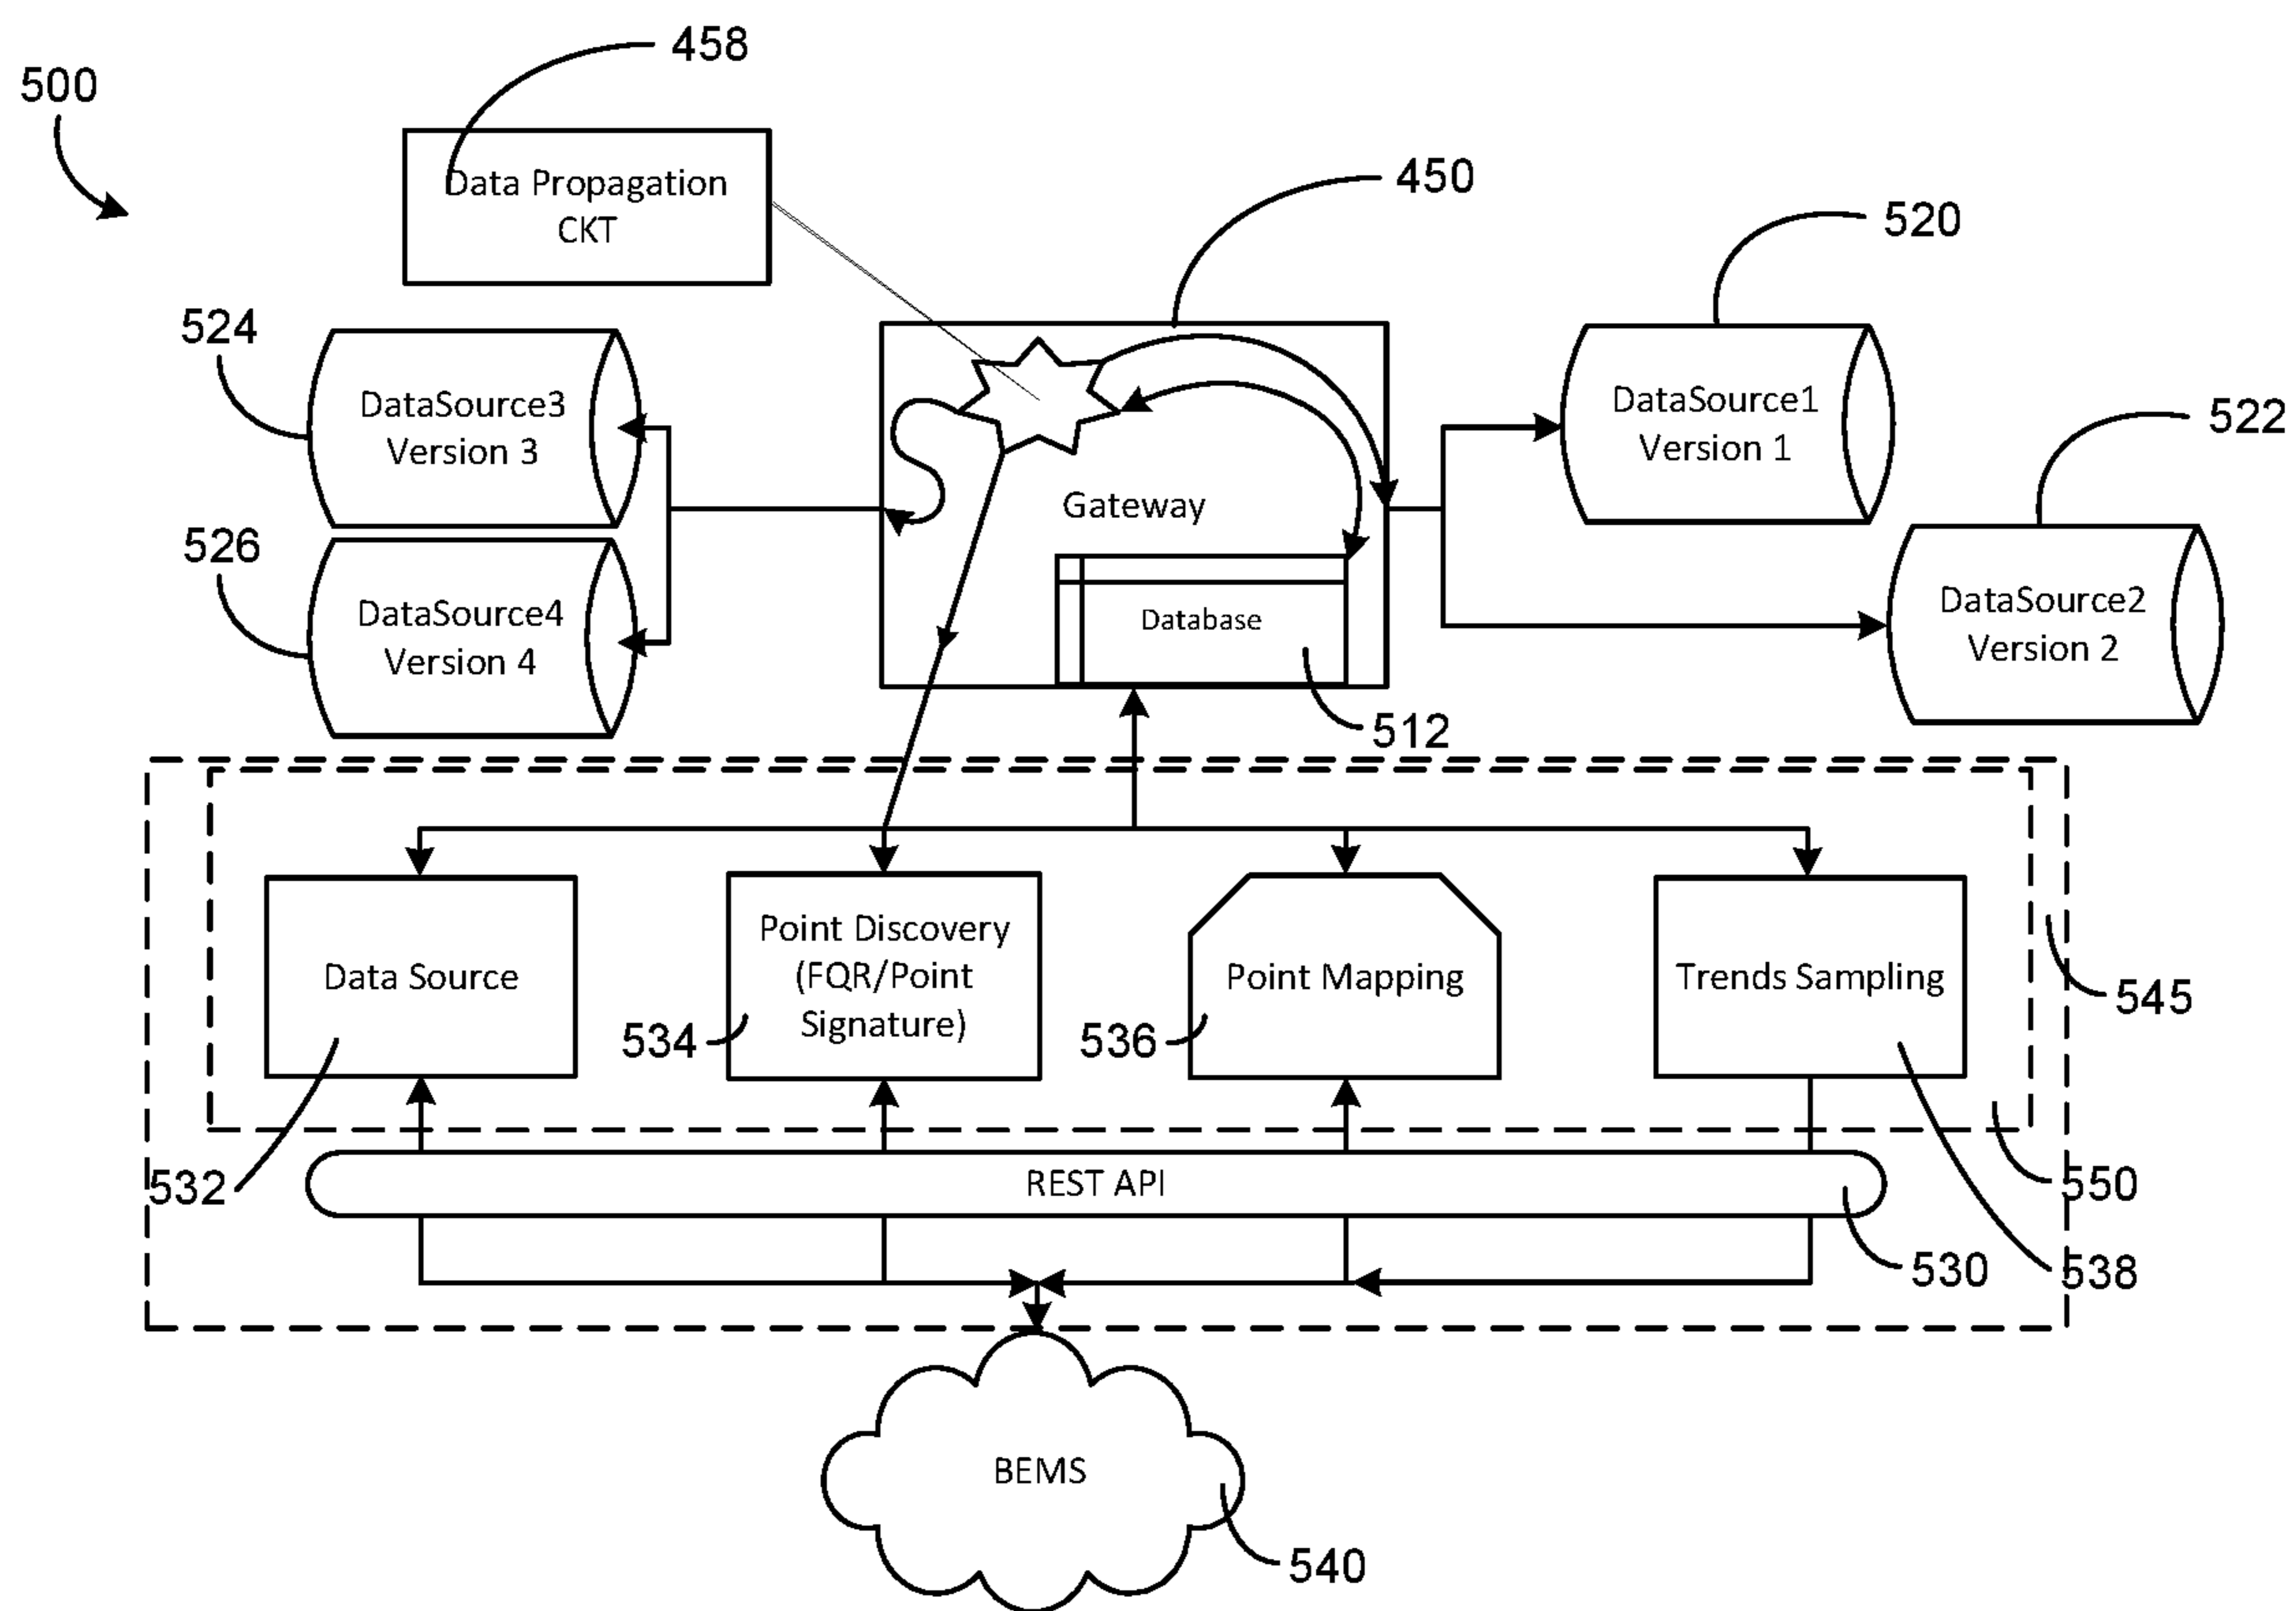 458
500
Data Propagation
CKT
450
520
524
DataSource3
Version 3
DataSource1
Version 1
522
Gateway
526
DataSource4
Version 4
Database
DataSource2
Version 2
512
Data Source
Point Discovery
(FQR/Point
Signature)
Point Mapping
Trends Sampling
534
536
545
532
REST API
550
530
538
BEMS
540